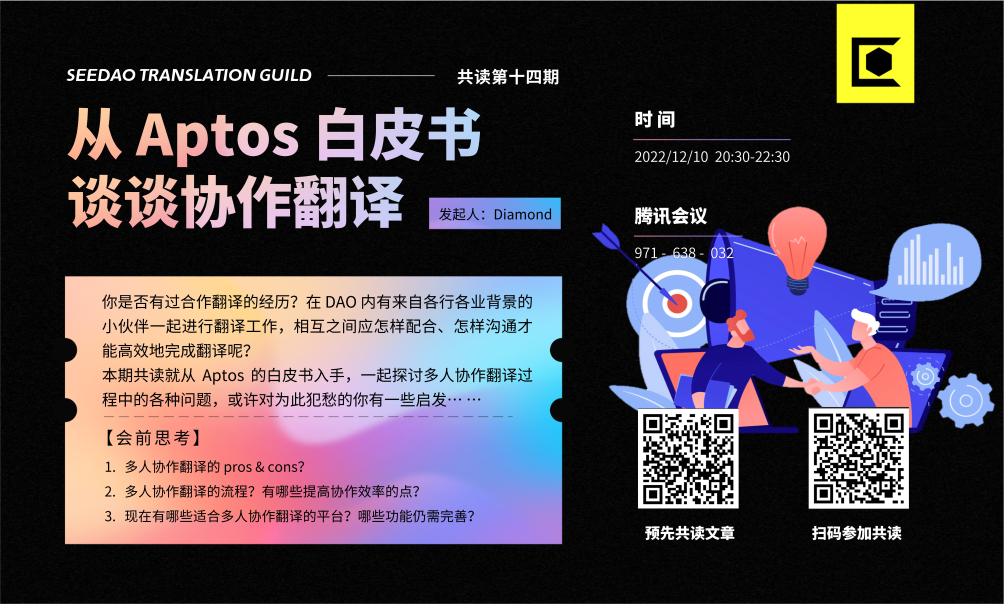 SEEDAO TRANSLATION GUILD
共读第十四期
从 Aptos 白皮书
谈谈协作翻译
发起人：Diamond
你是否有过合作翻译的经历？在 DAO 内有来自各行各业背景的
小伙伴一起进行翻译工作，相互之间应怎样配合、怎样沟通才
能高效地完成翻译呢？
本期共读就从 Aptos 的白皮书入手，一起探讨多人协作翻译过
程中的各种问题，或许对为此犯愁的你有一些启发… …
【会前思考】
1. 多人协作翻译的 pros & cons?
2. 多人协作翻译的流程？有哪些提高协作效率的点？
3. 现在有哪些适合多人协作翻译的平台？哪些功能仍需完善？
时间
2022/12/10 20:30-22:30
腾讯会议
971 - 638 - 032
预先共读文章
扫码参加共读